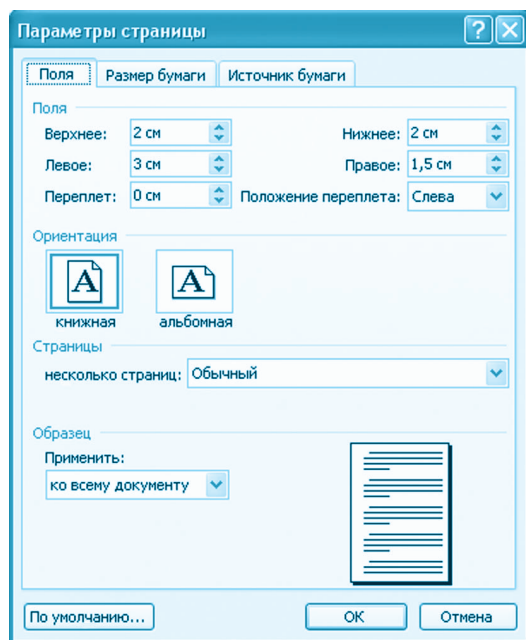 Параметры страницы
Поля Размер бумаги Источник бумаги
Поля
Верхнее: 2 см Нижнее: 2 см
Левое: 3 см Правое: 1,5 см
Переплет: 0 см Положение переплета: Слева
Ориентация
A A
книжная альбомная
Страницы
несколько страниц: Обычный
Образец
Применить:
ко всему документу
По умолчанию... ОК Отмена